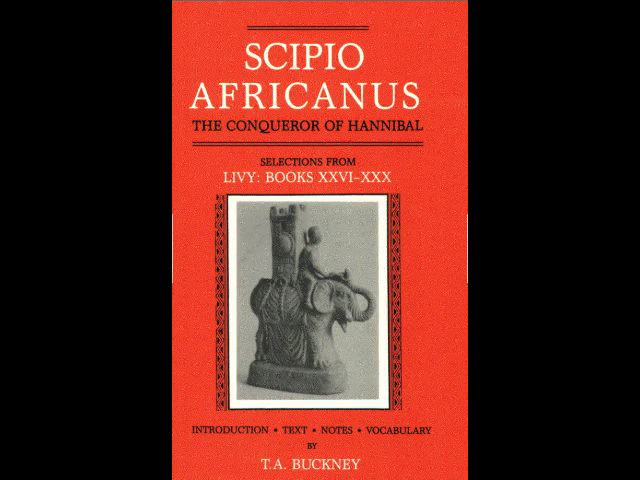 SCIPIO
AFRICANUS
THE CONQUEROR OF HANNIBAL
SELECTIONS FROM
LIVY: BOOKS XXVI–XXX
INTRODUCTION • TEXT • NOTES • VOCABULARY
BY
T.A. BUCKNEY